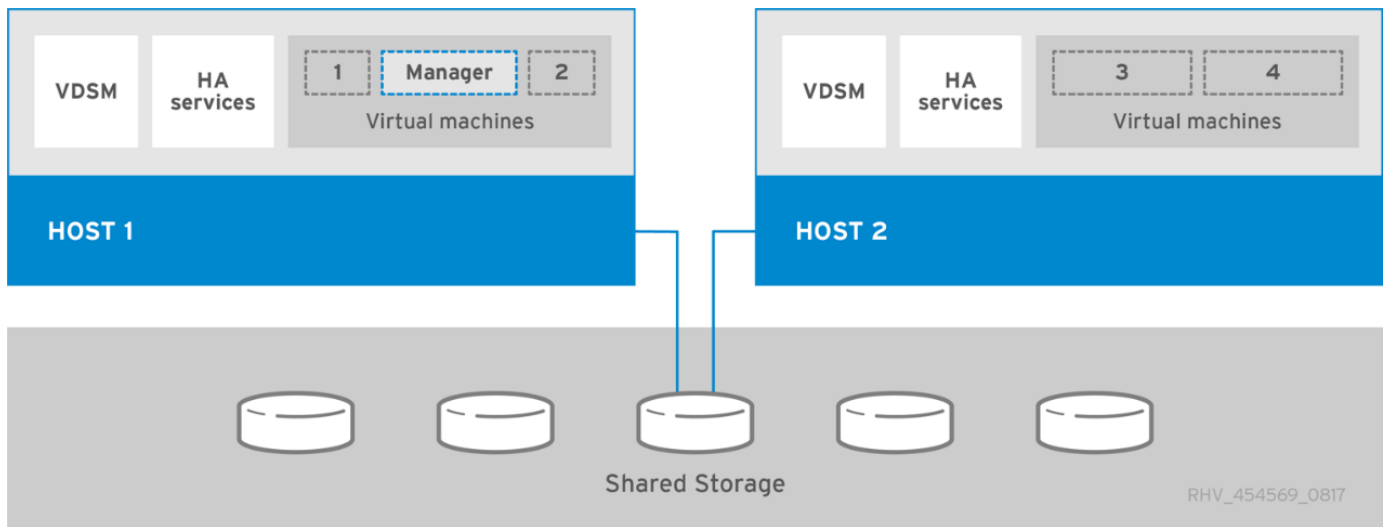 VDSM
HA
services
1
Manager
2
Virtual machines
HOST 1
VDSM
HA
services
3
4
Virtual machines
HOST 2
Shared Storage
RHV_454569_0817